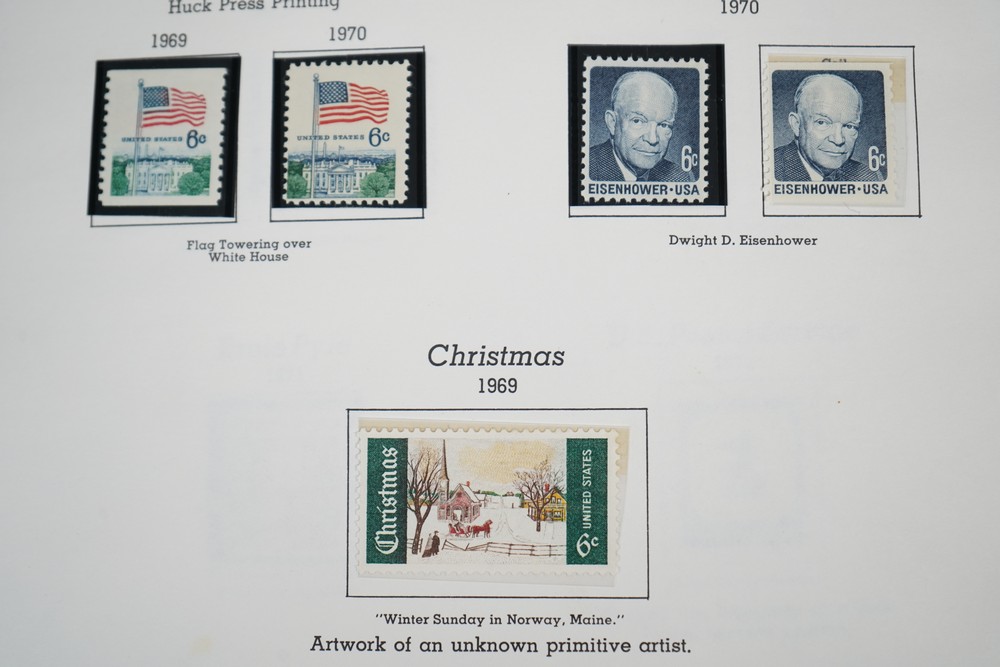 Huck Press Printing
1969
1970
UNITED STATES 6c
UNITED STATES 6c
Flag Towering over
White House
1970
Coil
6c
EISENHOWER·USA
6c
EISENHOWER·USA
Dwight D. Eisenhower
Christmas
1969
Christmas
6c UNITED STATES
"Winter Sunday in Norway, Maine."
Artwork of an unknown primitive artist.